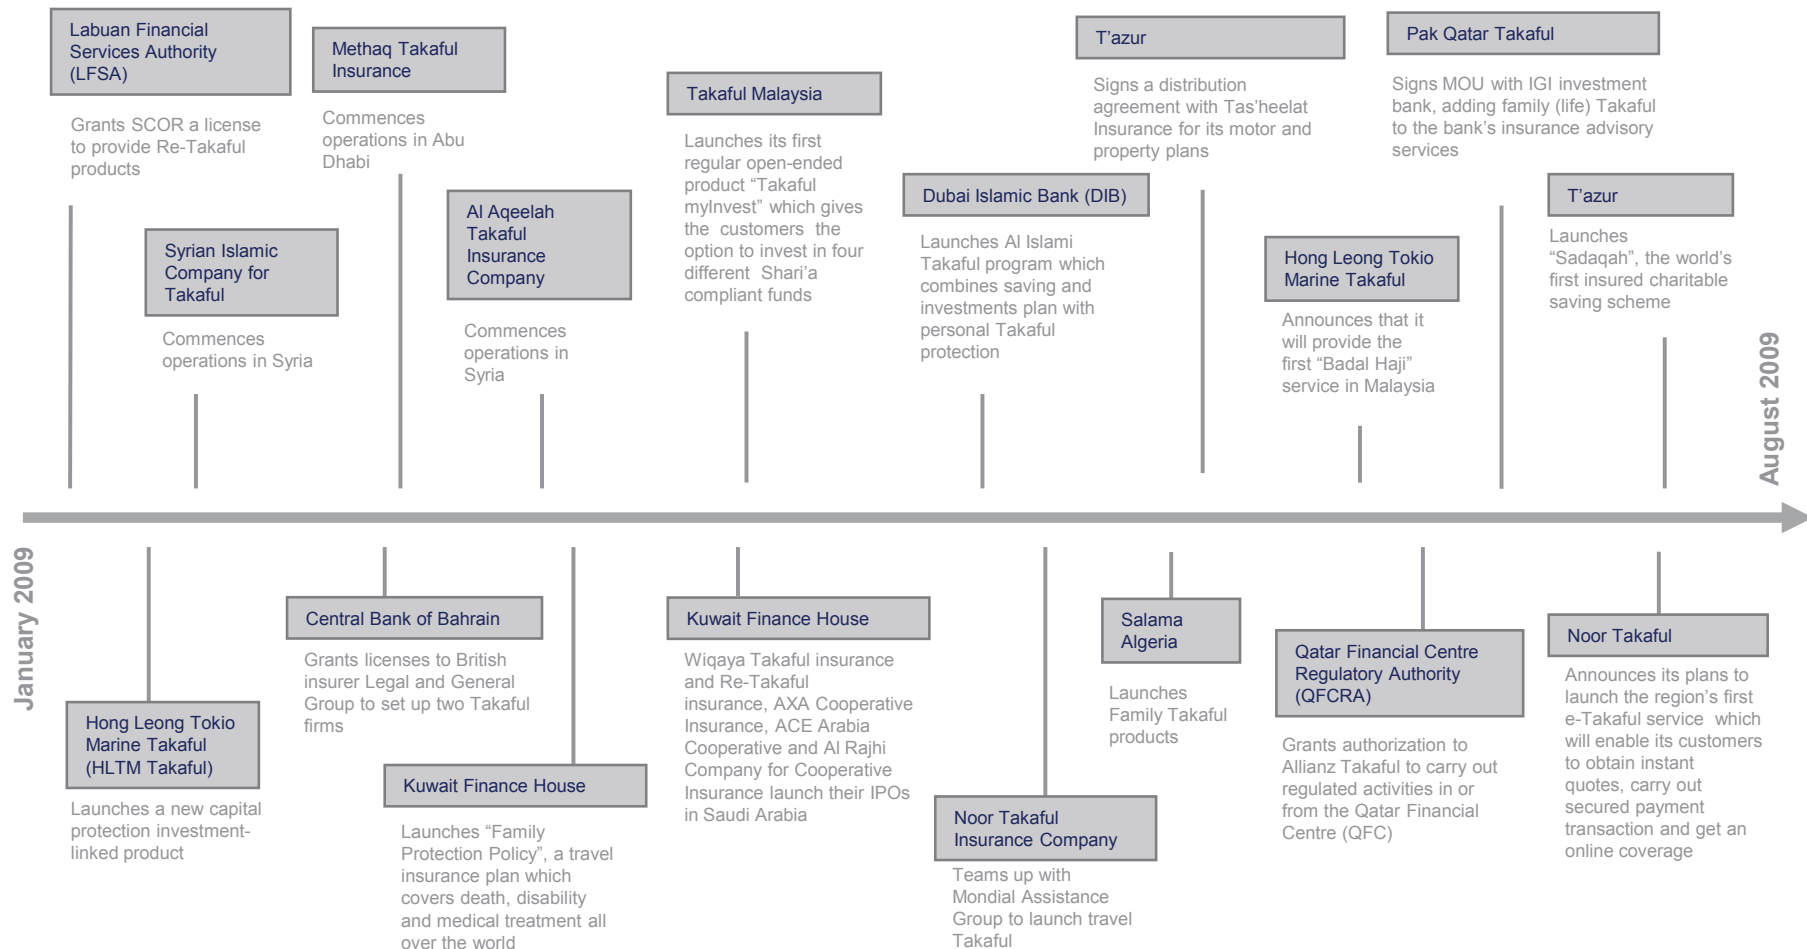 Labuan Financial
Services Authority
(LFSA)
Grants SCOR a license
to provide Re-Takaful
products
Syrian Islamic
Company for
Takaful
Commences
operations in Syria
Methaq Takaful
Insurance
Commences
operations in Abu
Dhabi
Al Aqeelah
Takaful
Insurance
Company
Commences
operations in
Syria
Takaful Malaysia
Launches its first
regular open-ended
product “Takaful
myInvest” which gives
the customers the
option to invest in four
different Shari’a
compliant funds
Dubai Islamic Bank (DIB)
Launches Al Islami
Takaful program which
combines saving and
investments plan with
personal Takaful
protection
T’azur
Signs a distribution
agreement with Tas’heelat
Insurance for its motor and
property plans
Hong Leong Tokio
Marine Takaful
Announces that it
will provide the
first “Badal Haji”
service in Malaysia
Pak Qatar Takaful
Signs MOU with IGI investment
bank, adding family (life) Takaful
to the bank’s insurance advisory
services
T’azur
Launches
“Sadaqah”, the world’s
first insured charitable
saving scheme
August 2009
January 2009
Hong Leong Tokio
Marine Takaful
(HLTM Takaful)
Launches a new capital
protection investment-
linked product
Central Bank of Bahrain
Grants licenses to British
insurer Legal and General
Group to set up two Takaful
firms
Kuwait Finance House
Launches “Family
Protection Policy”, a travel
insurance plan which
covers death, disability
and medical treatment all
over the world
Kuwait Finance House
Wiqaya Takaful insurance
and Re-Takaful
insurance, AXA Cooperative
Insurance, ACE Arabia
Cooperative and Al Rajhi
Company for Cooperative
Insurance launch their IPOs
in Saudi Arabia
Noor Takaful
Insurance Company
Teams up with
Mondial Assistance
Group to launch travel
Takaful
Salama
Algeria
Launches
Family Takaful
products
Qatar Financial Centre
Regulatory Authority
(QFCRA)
Grants authorization to
Allianz Takaful to carry out
regulated activities in or
from the Qatar Financial
Centre (QFC)
Noor Takaful
Announces its plans to
launch the region’s first
e-Takaful service which
will enable its customers
to obtain instant
quotes, carry out
secured payment
transaction and get an
online coverage